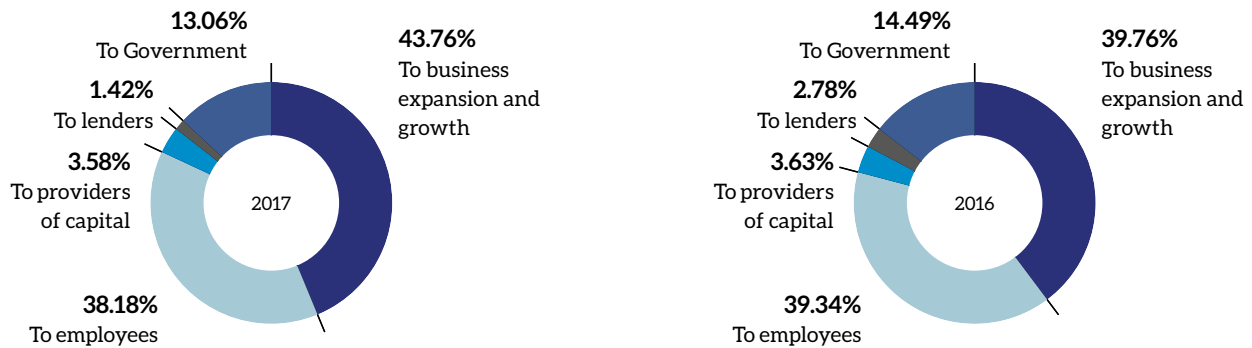 13.06%
To Government
1.42%
To lenders
3.58%
To providers
of capital
38.18%
To employees
43.76%
To business
expansion and
growth
2017
14.49%
To Government
2.78%
To lenders
3.63%
To providers
of capital
39.34%
To employees
39.76%
To business
expansion and
growth
2016